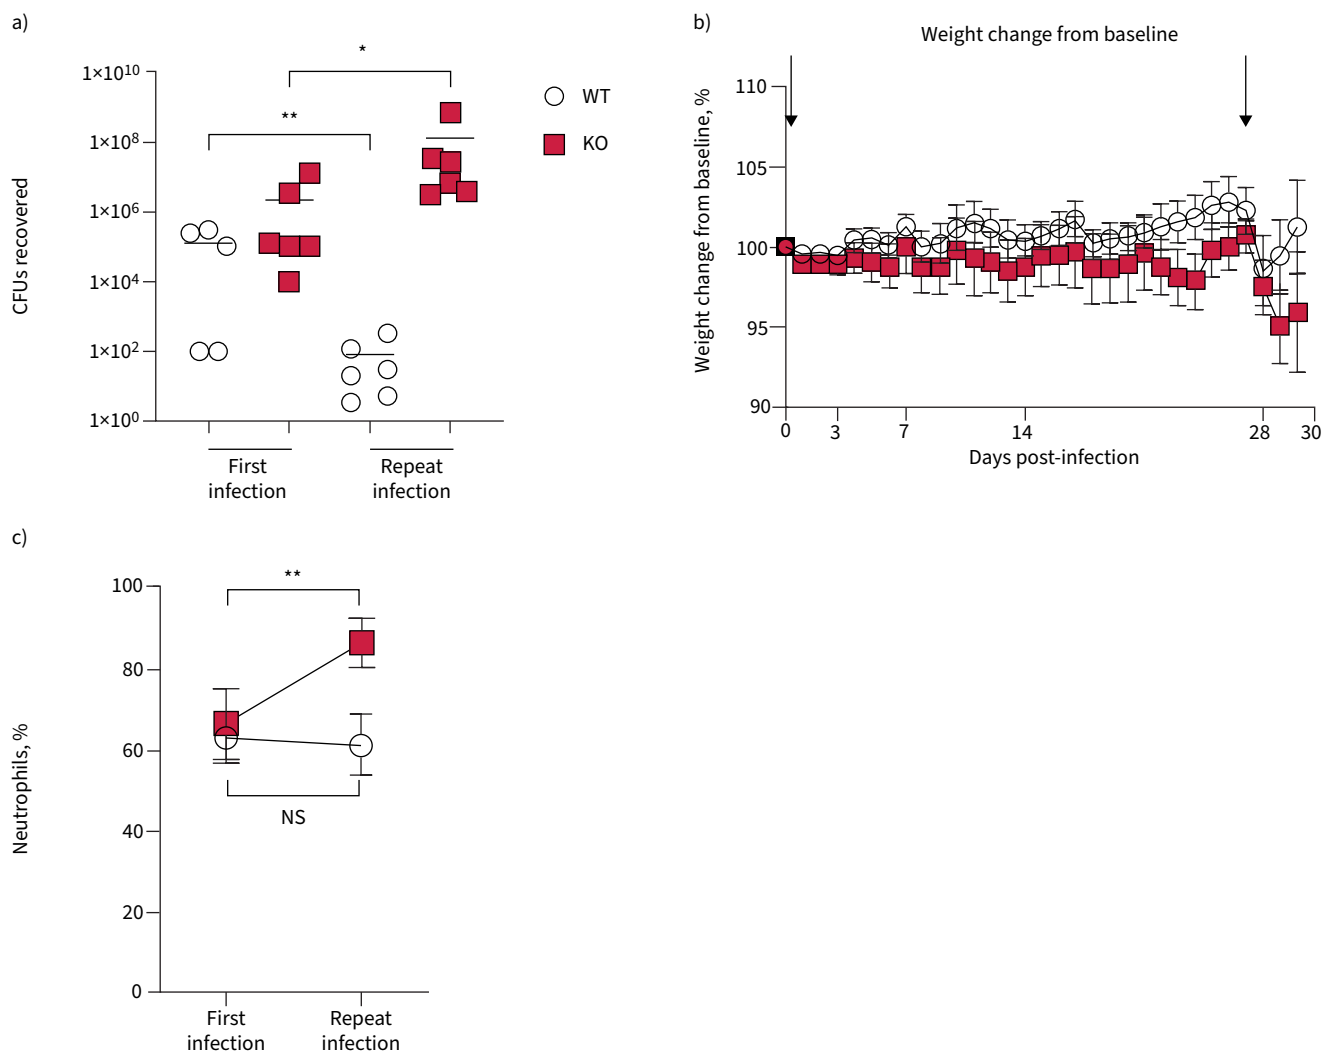 a)
CFUs recovered
1×10¹⁰
1×10⁸
1×10⁶
1×10⁴
1×10²
1×10⁰
*
**
WT
KO
First
infection
Repeat
infection
b)
Weight change from baseline
Weight change from baseline, %
110
105
100
95
90
0
3
7
14
28
30
Days post-infection
c)
Neutrophils, %
100
80
60
40
20
0
**
NS
First
infection
Repeat
infection